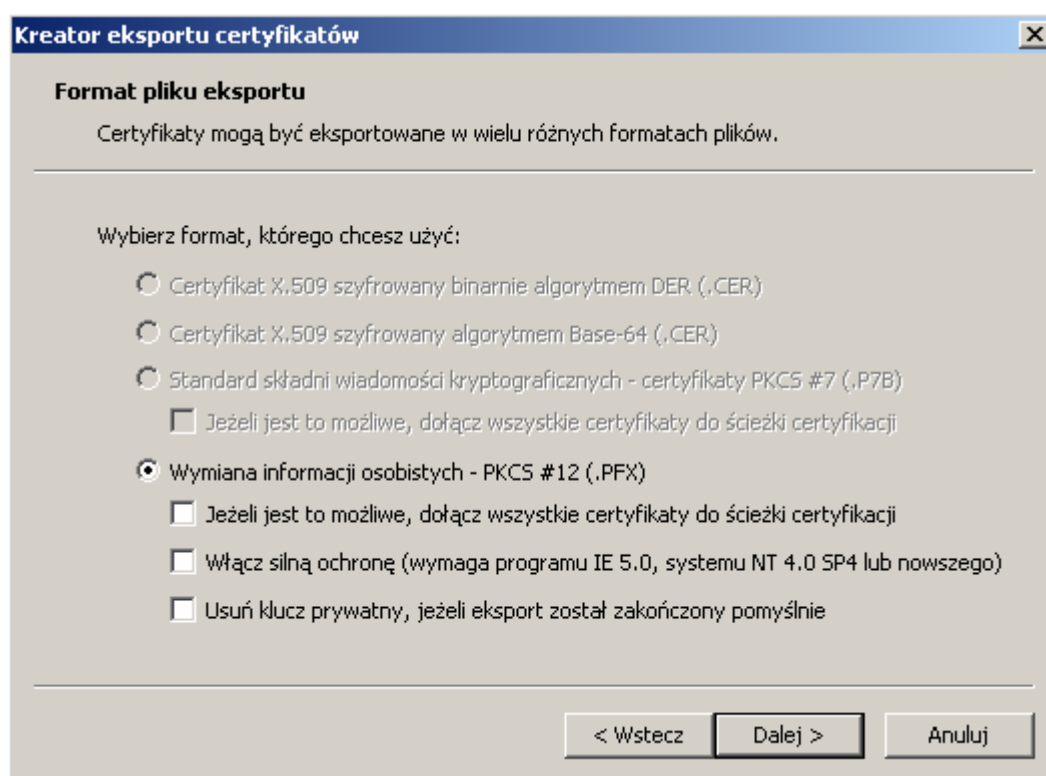 Kreator eksportu certyfikatów
Format pliku eksportu
Certyfikaty mogą być eksportowane w wielu różnych formatach plików.
Wybierz format, którego chcesz użyć:
Certyfikat X.509 szyfrowany binarnie algorytmem DER (.CER)
Certyfikat X.509 szyfrowany algorytmem Base-64 (.CER)
Standard składni wiadomości kryptograficznych - certyfikaty PKCS #7 (.P7B)
Jeżeli jest to możliwe, dołącz wszystkie certyfikaty do ścieżki certyfikacji
Wymiana informacji osobistych - PKCS #12 (.PFX)
Jeżeli jest to możliwe, dołącz wszystkie certyfikaty do ścieżki certyfikacji
Włącz silną ochronę (wymaga programu IE 5.0, systemu NT 4.0 SP4 lub nowszego)
Usuń klucz prywatny, jeżeli eksport został zakończony pomyślnie
< Wstecz Dalej > Anuluj